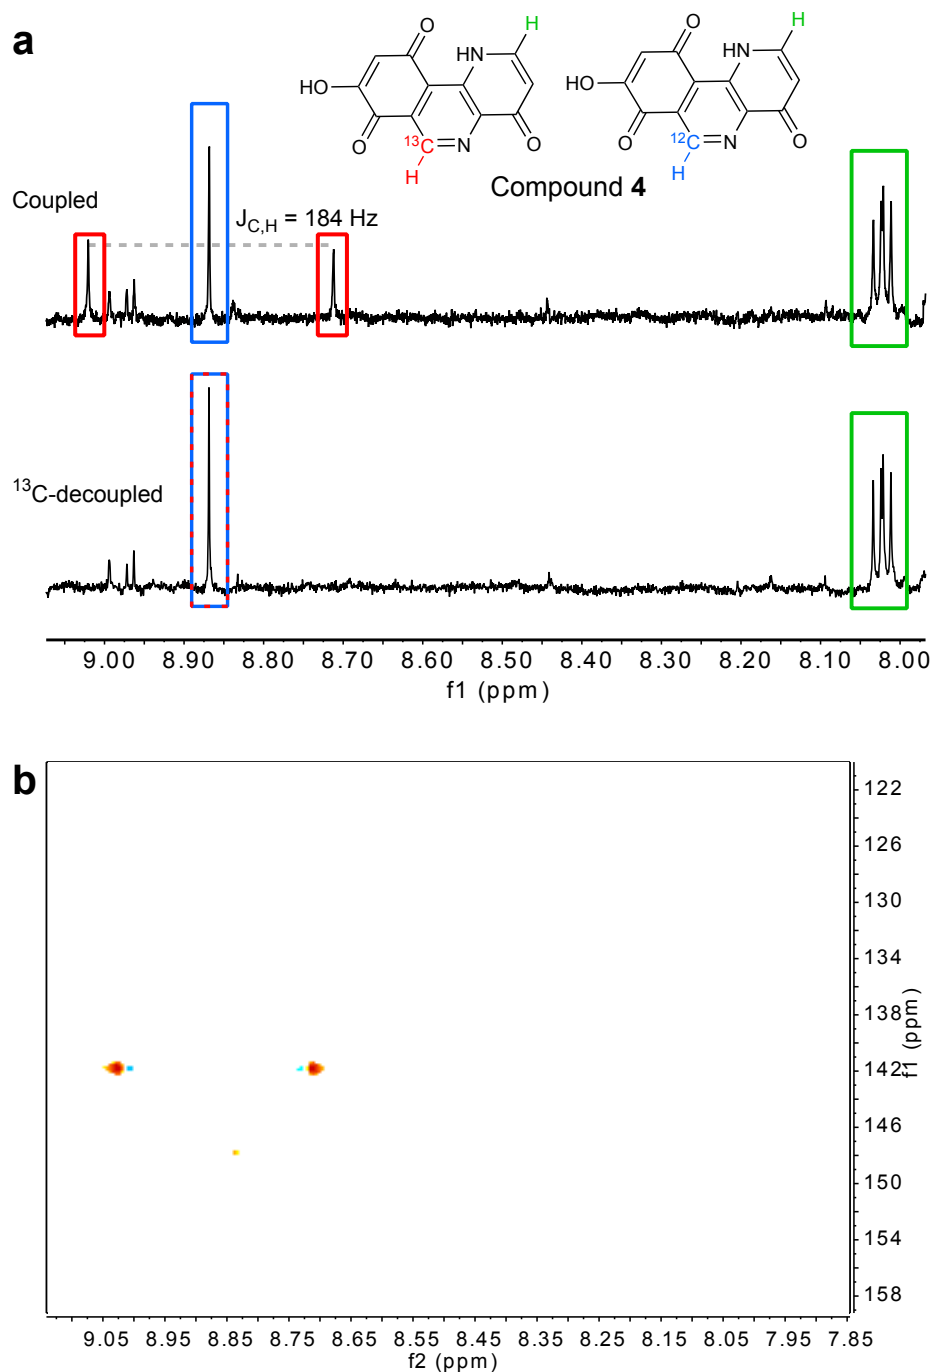 a
O
H
O
H
HN
HN
HO
HO
O
¹³C
N
O
O
¹²C
N
O
H
H
Compound 4
Coupled
J_C,H = 184 Hz
¹³C-decoupled
9.00 8.90 8.80 8.70 8.60 8.50 8.40 8.30 8.20 8.10 8.00
f1 (ppm)
b
122
126
130
134
138
142
146
150
154
158
f1 (ppm)
9.05 8.95 8.85 8.75 8.65 8.55 8.45 8.35 8.25 8.15 8.05 7.95 7.85
f2 (ppm)